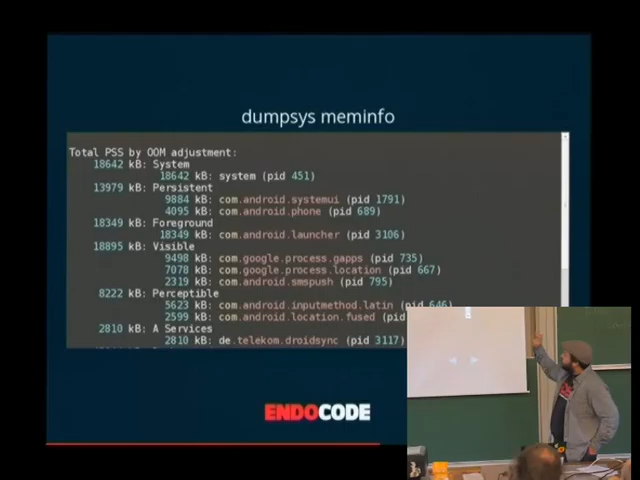 dumpsys meminfo
Total PSS by OOM adjustment:
18642 kB: System
18642 kB: system (pid 451)
13979 kB: Persistent
9884 kB: com.android.systemui (pid 1791)
4095 kB: com.android.phone (pid 689)
18349 kB: Foreground
18349 kB: com.android.launcher (pid 3106)
18895 kB: Visible
9498 kB: com.google.process.gapps (pid 735)
7078 kB: com.google.process.location (pid 667)
2319 kB: com.android.smspush (pid 795)
8222 kB: Perceptible
5623 kB: com.android.inputmethod.latin (pid 646)
2599 kB: com.android.location.fused (pid
2810 kB: A Services
2810 kB: de.telekom.droidsync (pid 3117)
ENDOCODE